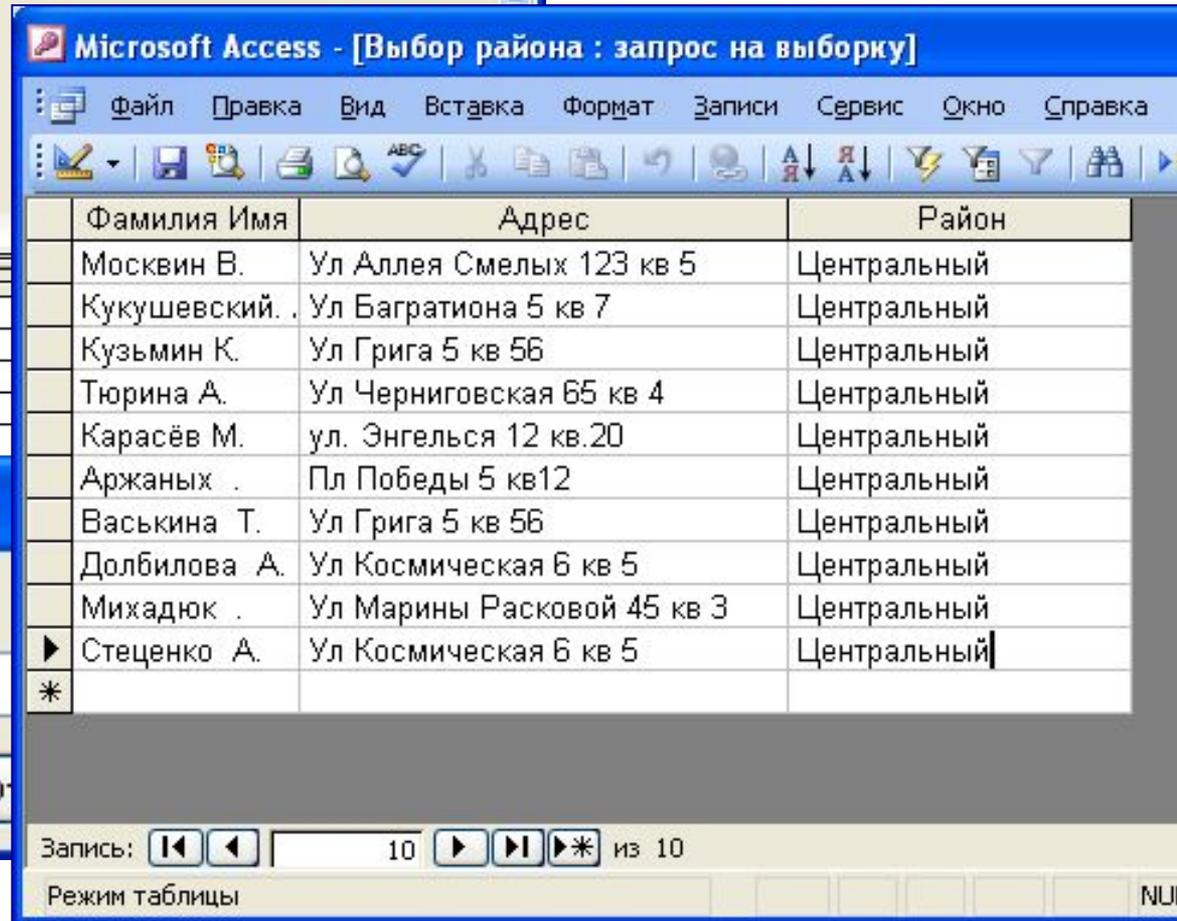 Microsoft Access - [Выбор района : запрос на выборку]
Файл Правка Вид Вставка Формат Записи Сервис Окно Справка
Фамилия Имя Адрес Район
Москвин В. Ул Аллея Смелых 123 кв 5 Центральный
Кукушевский. Ул Багратиона 5 кв 7 Центральный
Кузьмин К. Ул Грига 5 кв 56 Центральный
Тюрина А. Ул Черниговская 65 кв 4 Центральный
Карасёв М. ул. Энгелься 12 кв.20 Центральный
Аржаных . Пл Победы 5 кв12 Центральный
Васькина Т. Ул Грига 5 кв 56 Центральный
Долбилова А. Ул Космическая 6 кв 5 Центральный
Михадюк . Ул Марины Расковой 45 кв 3 Центральный
Стеценко А. Ул Космическая 6 кв 5 Центральный
Запись: 10 из 10
Режим таблицы